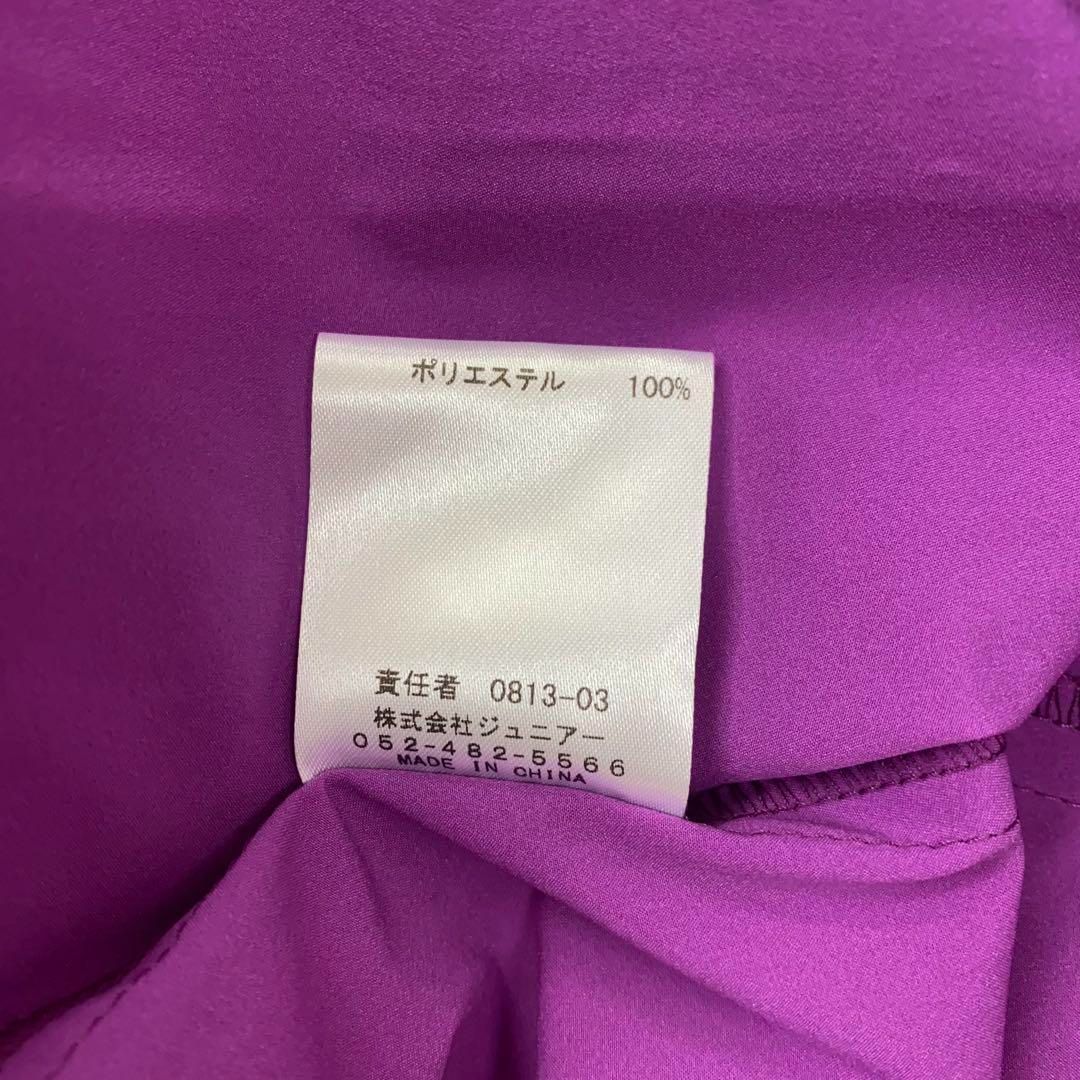 ポリエステル 100%
責任者 0813-03
株式会社ジュニアー
052-482-5566
MADE IN CHINA